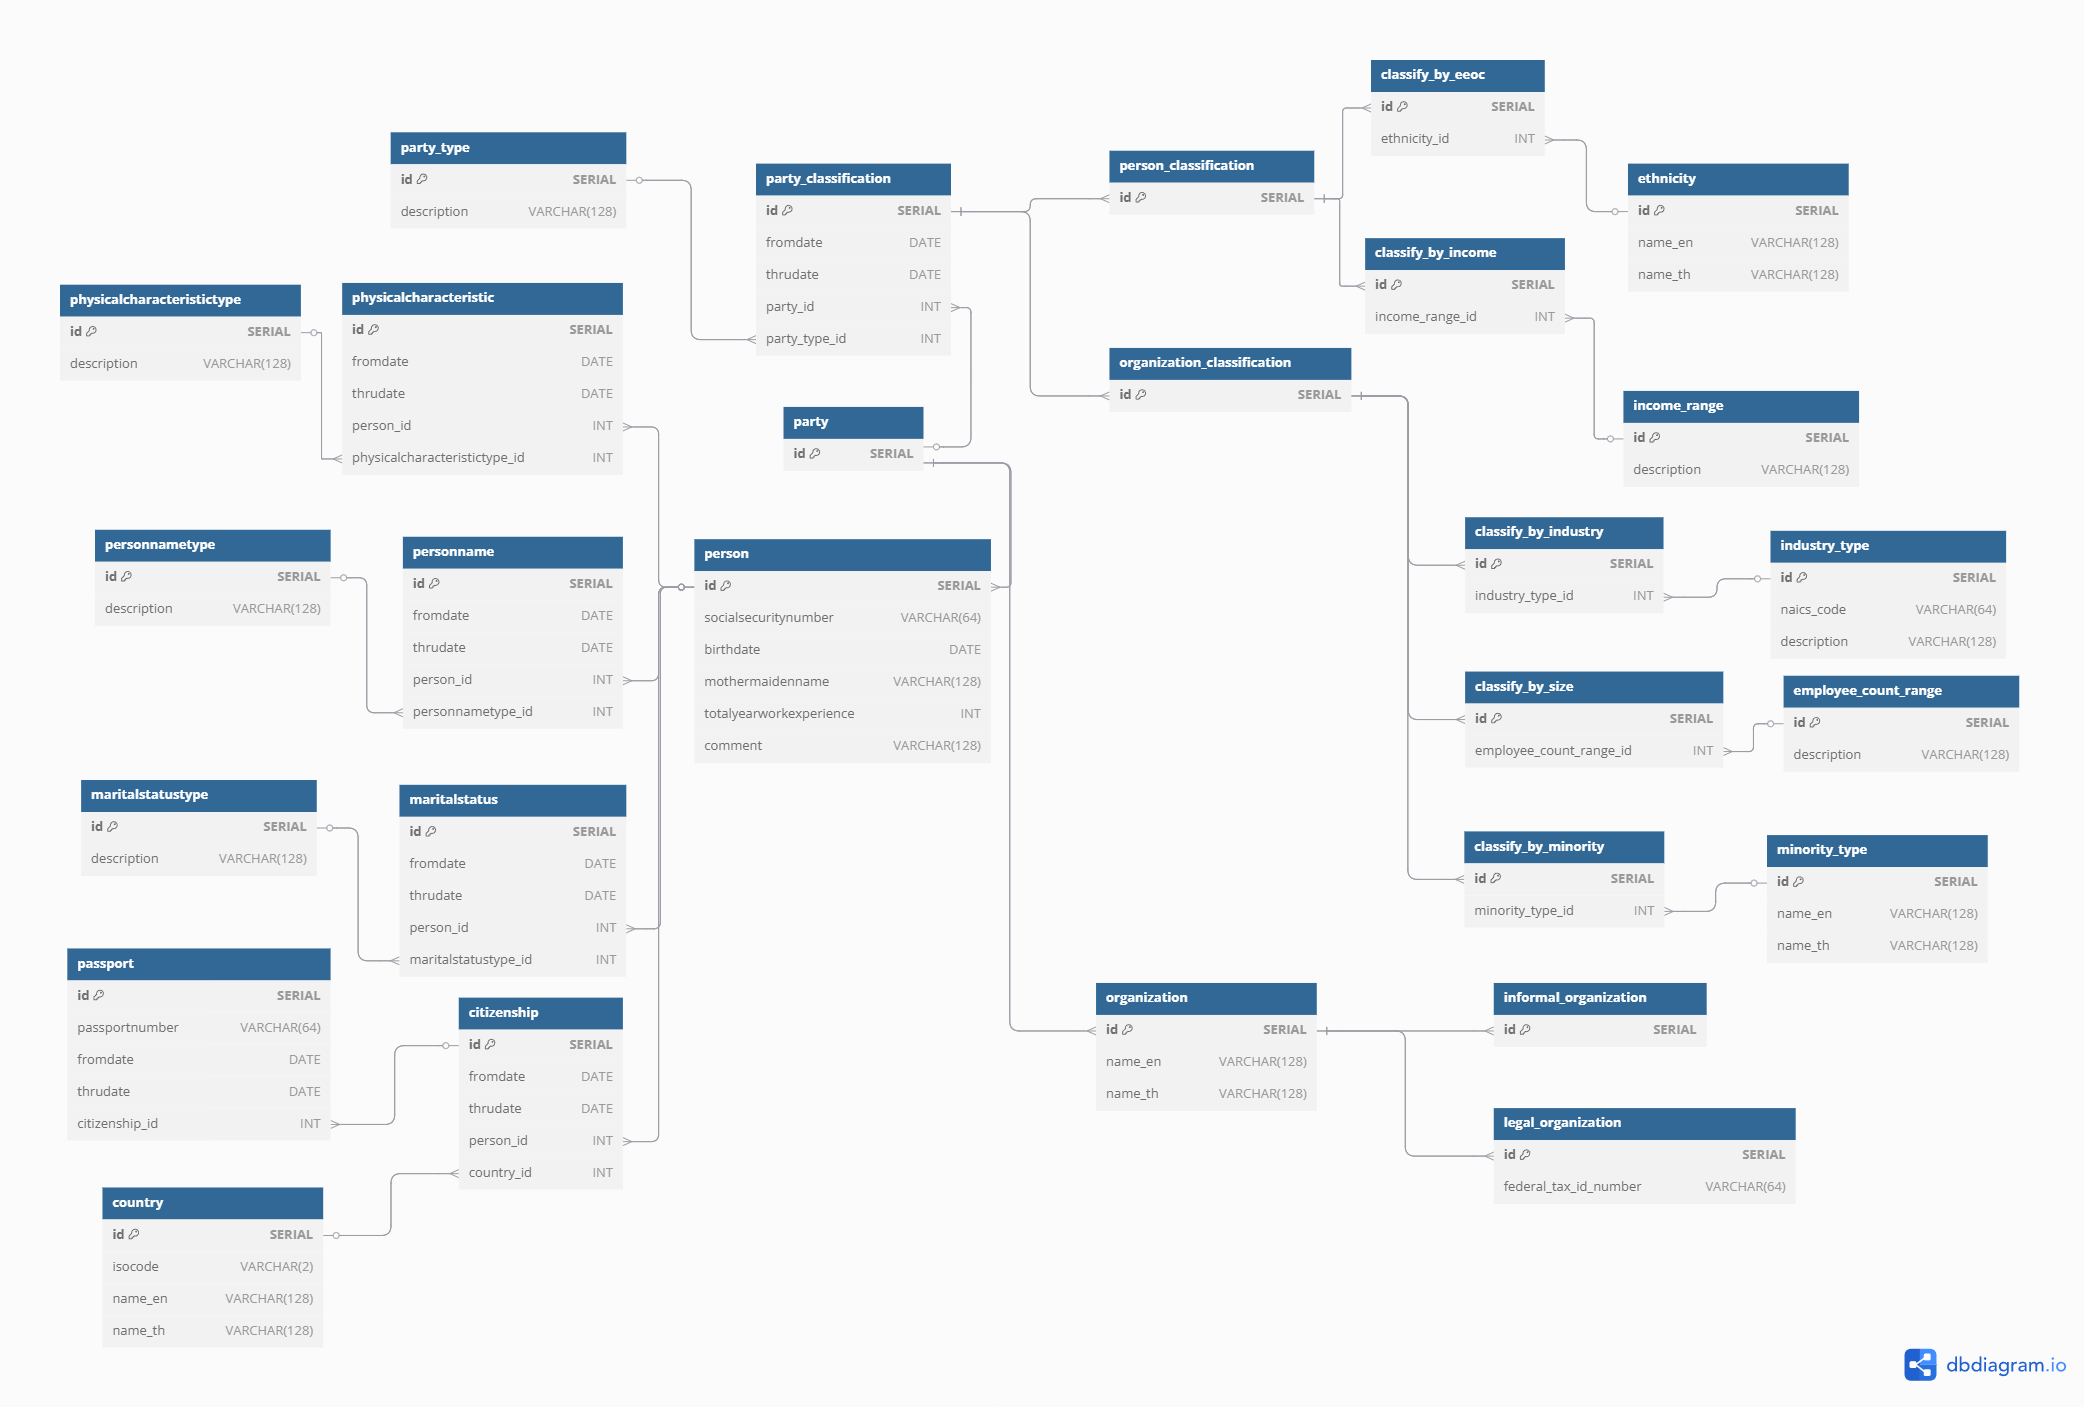 party_type
id SERIAL
description VARCHAR(128)
physicalcharacteristictype
id SERIAL
description VARCHAR(128)
physicalcharacteristic
id SERIAL
fromdate DATE
thrudate DATE
person_id INT
physicalcharacteristictype_id INT
personnametype
id SERIAL
description VARCHAR(128)
personname
id SERIAL
fromdate DATE
thrudate DATE
person_id INT
personnametype_id INT
maritalstatustype
id SERIAL
description VARCHAR(128)
maritalstatus
id SERIAL
fromdate DATE
thrudate DATE
person_id INT
maritalstatustype_id INT
passport
id SERIAL
passportnumber VARCHAR(64)
fromdate DATE
thrudate DATE
citizenship_id INT
citizenship
id SERIAL
fromdate DATE
thrudate DATE
person_id INT
country_id INT
country
id SERIAL
isocode VARCHAR(2)
name_en VARCHAR(128)
name_th VARCHAR(128)
party_classification
id SERIAL
fromdate DATE
thrudate DATE
party_id INT
party_type_id INT
party
id SERIAL
person
id SERIAL
socialsecuritynumber VARCHAR(64)
birthdate DATE
mothermaidenname VARCHAR(128)
totalyearworkexperience INT
comment VARCHAR(128)
person_classification
id SERIAL
organization_classification
id SERIAL
classify_by_eeoc
id SERIAL
ethnicity_id INT
classify_by_income
id SERIAL
income_range_id INT
ethnicity
id SERIAL
name_en VARCHAR(128)
name_th VARCHAR(128)
income_range
id SERIAL
description VARCHAR(128)
classify_by_industry
id SERIAL
industry_type_id INT
industry_type
id SERIAL
naics_code VARCHAR(64)
description VARCHAR(128)
classify_by_size
id SERIAL
employee_count_range_id INT
employee_count_range
id SERIAL
description VARCHAR(128)
classify_by_minority
id SERIAL
minority_type_id INT
minority_type
id SERIAL
name_en VARCHAR(128)
name_th VARCHAR(128)
organization
id SERIAL
name_en VARCHAR(128)
name_th VARCHAR(128)
informal_organization
id SERIAL
legal_organization
id SERIAL
federal_tax_id_number VARCHAR(64)
dbdiagram.io